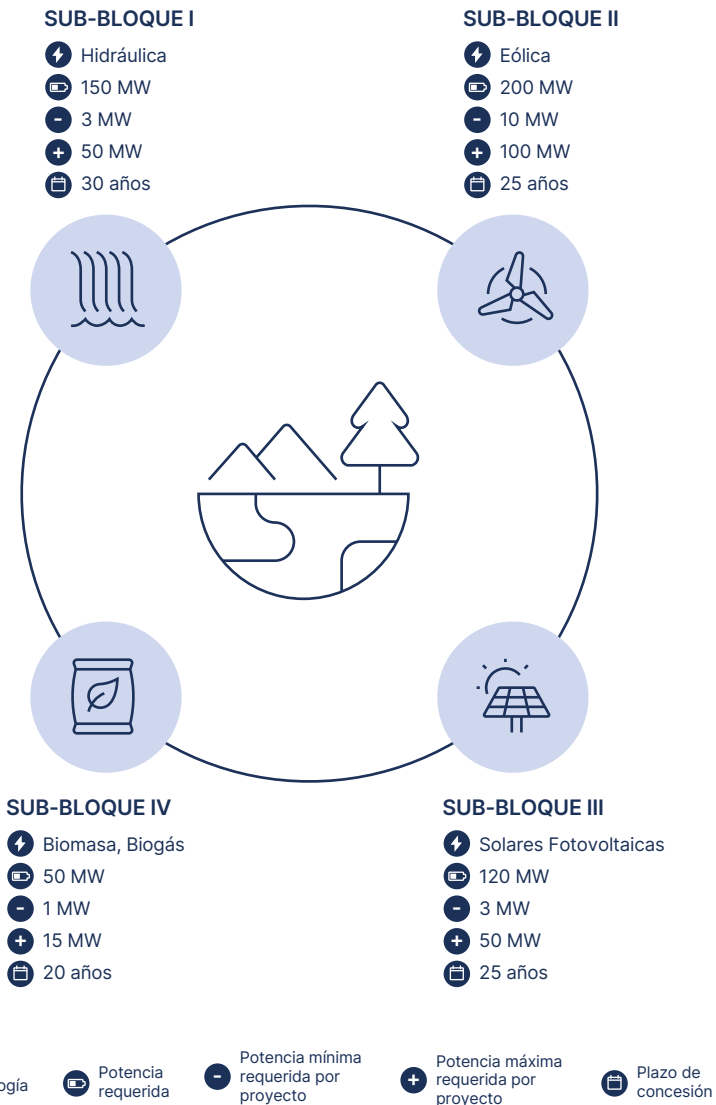 SUB-BLOQUE I
Hidráulica
150 MW
3 MW
50 MW
30 años
SUB-BLOQUE II
Eólica
200 MW
10 MW
100 MW
25 años
SUB-BLOQUE IV
Biomasa, Biogás
50 MW
1 MW
15 MW
20 años
SUB-BLOQUE III
Solares Fotovoltaicas
120 MW
3 MW
50 MW
25 años
ogía
Potencia
requerida
Potencia mínima
requerida por
proyecto
Potencia máxima
requerida por
proyecto
Plazo de
concesión